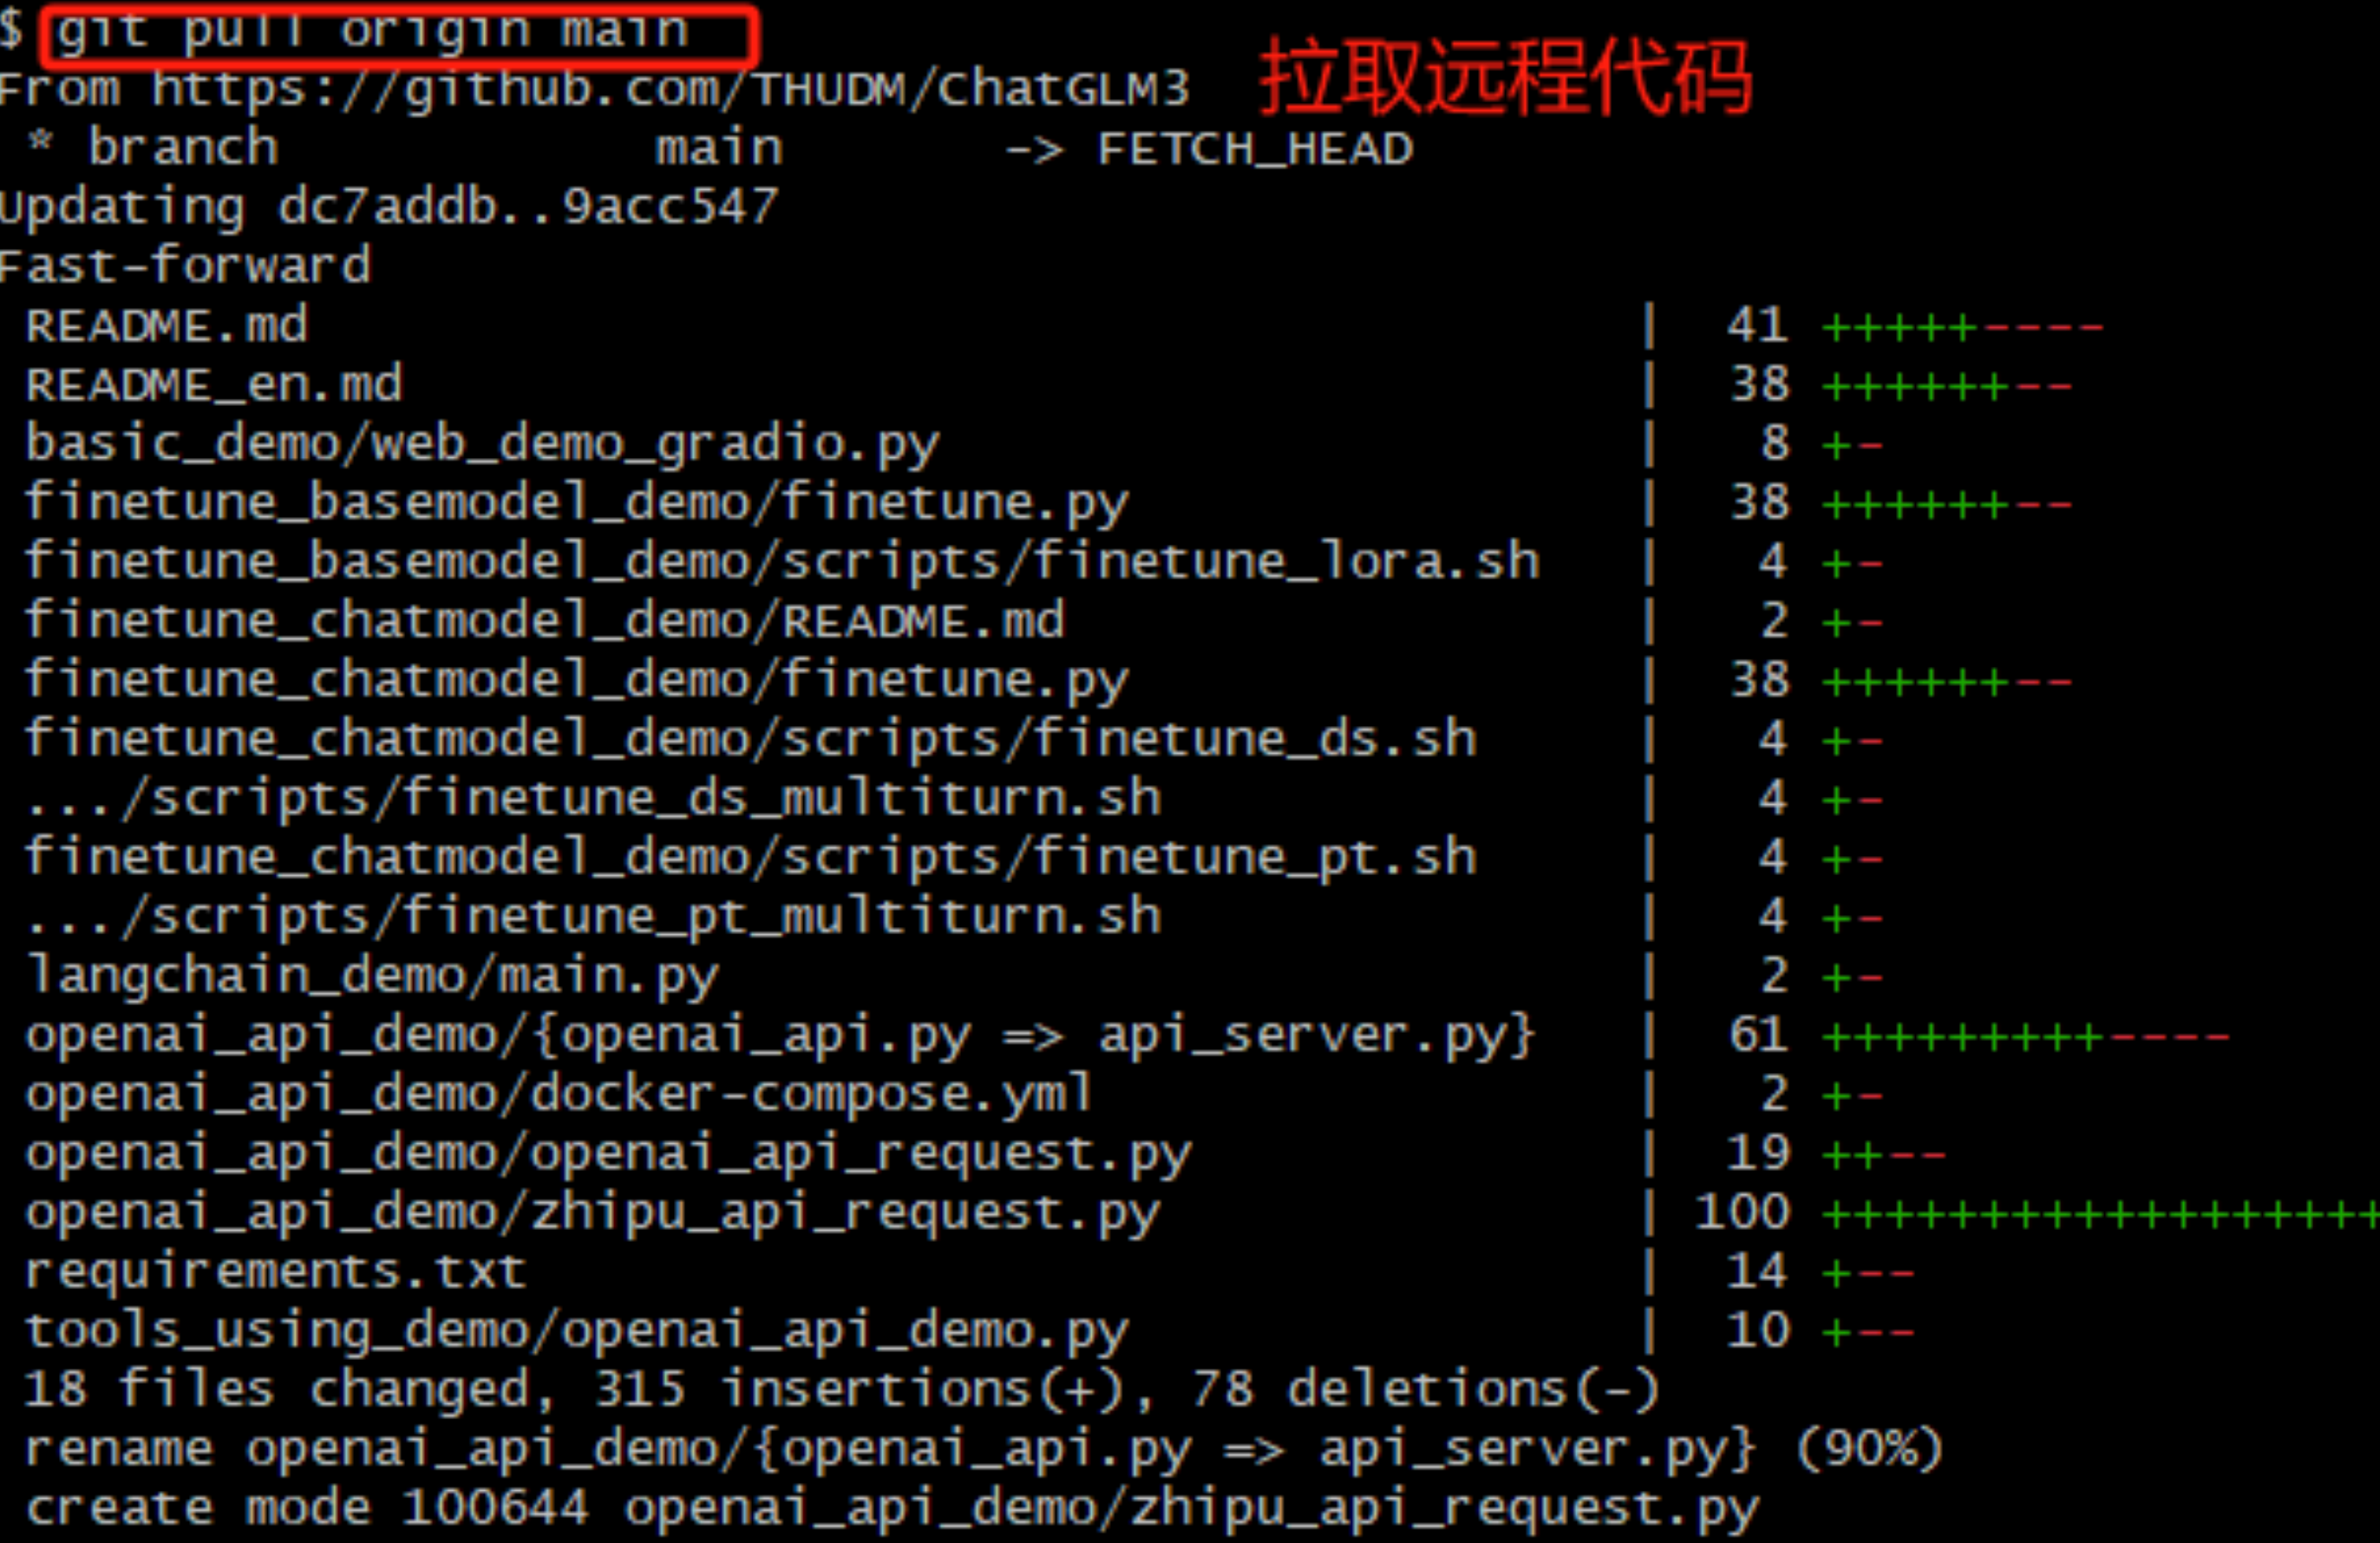 $ git pull origin main
From https://github.com/THUDM/ChatGLM3 拉取远程代码
* branch main -> FETCH_HEAD
Updating dc7addb..9acc547
Fast-forward
README.md | 41 +++++----
README_en.md | 38 ++++++--
basic_demo/web_demo_gradio.py | 8 +-
finetune_basemodel_demo/finetune.py | 38 ++++++--
finetune_basemodel_demo/scripts/finetune_lora.sh | 4 +-
finetune_chatmodel_demo/README.md | 2 +-
finetune_chatmodel_demo/finetune.py | 38 ++++++--
finetune_chatmodel_demo/scripts/finetune_ds.sh | 4 +-
.../scripts/finetune_ds_multiturn.sh | 4 +-
finetune_chatmodel_demo/scripts/finetune_pt.sh | 4 +-
.../scripts/finetune_pt_multiturn.sh | 4 +-
langchain_demo/main.py | 2 +-
openai_api_demo/{openai_api.py => api_server.py} | 61 +++++++++----
openai_api_demo/docker-compose.yml | 2 +-
openai_api_demo/openai_api_request.py | 19 ++--
openai_api_demo/zhipu_api_request.py | 100 ++++++++++++++++++
requirements.txt | 14 +--
tools_using_demo/openai_api_demo.py | 10 +--
18 files changed, 315 insertions(+), 78 deletions(-)
rename openai_api_demo/{openai_api.py => api_server.py} (90%)
create mode 100644 openai_api_demo/zhipu_api_request.py